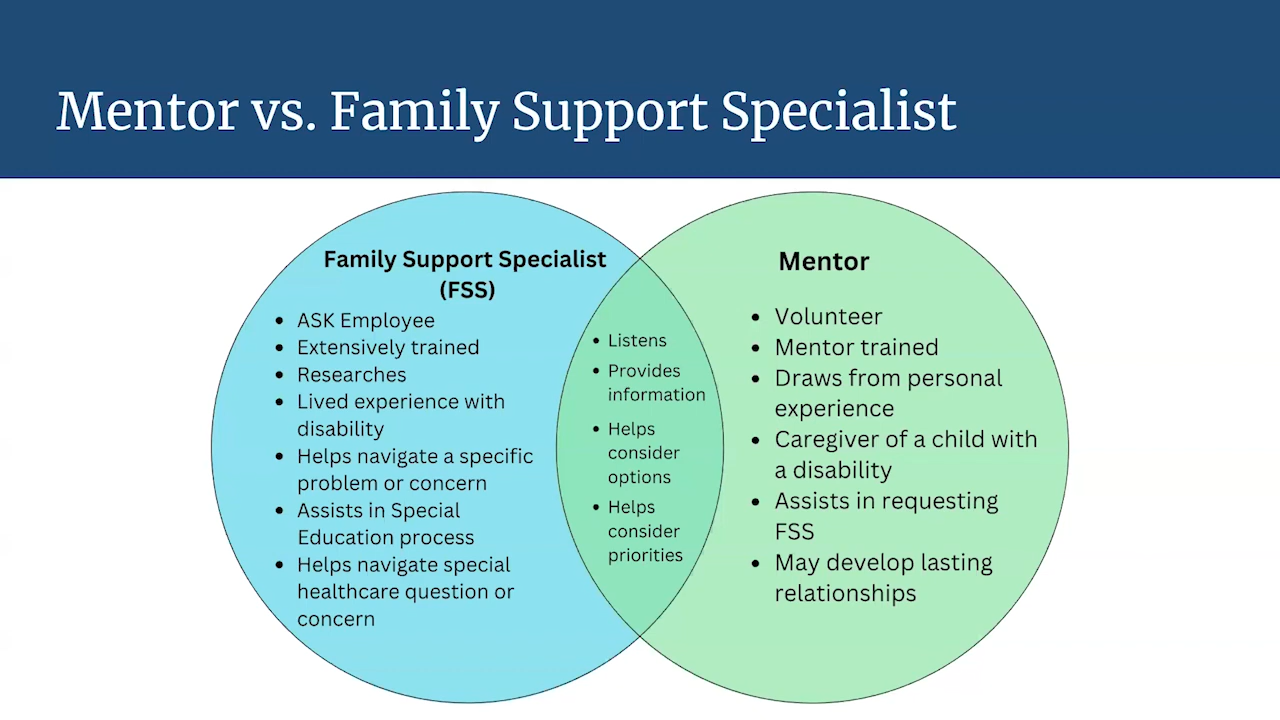 Mentor vs. Family Support Specialist
Family Support Specialist
(FSS)
• ASK Employee
• Extensively trained
• Researches
• Lived experience with
disability
• Helps navigate a specific
problem or concern
• Assists in Special
Education process
• Helps navigate special
healthcare question or
concern
• Listens
• Provides
information
• Helps
consider
options
• Helps
consider
priorities
Mentor
• Volunteer
• Mentor trained
• Draws from personal
experience
• Caregiver of a child with
a disability
• Assists in requesting
FSS
• May develop lasting
relationships